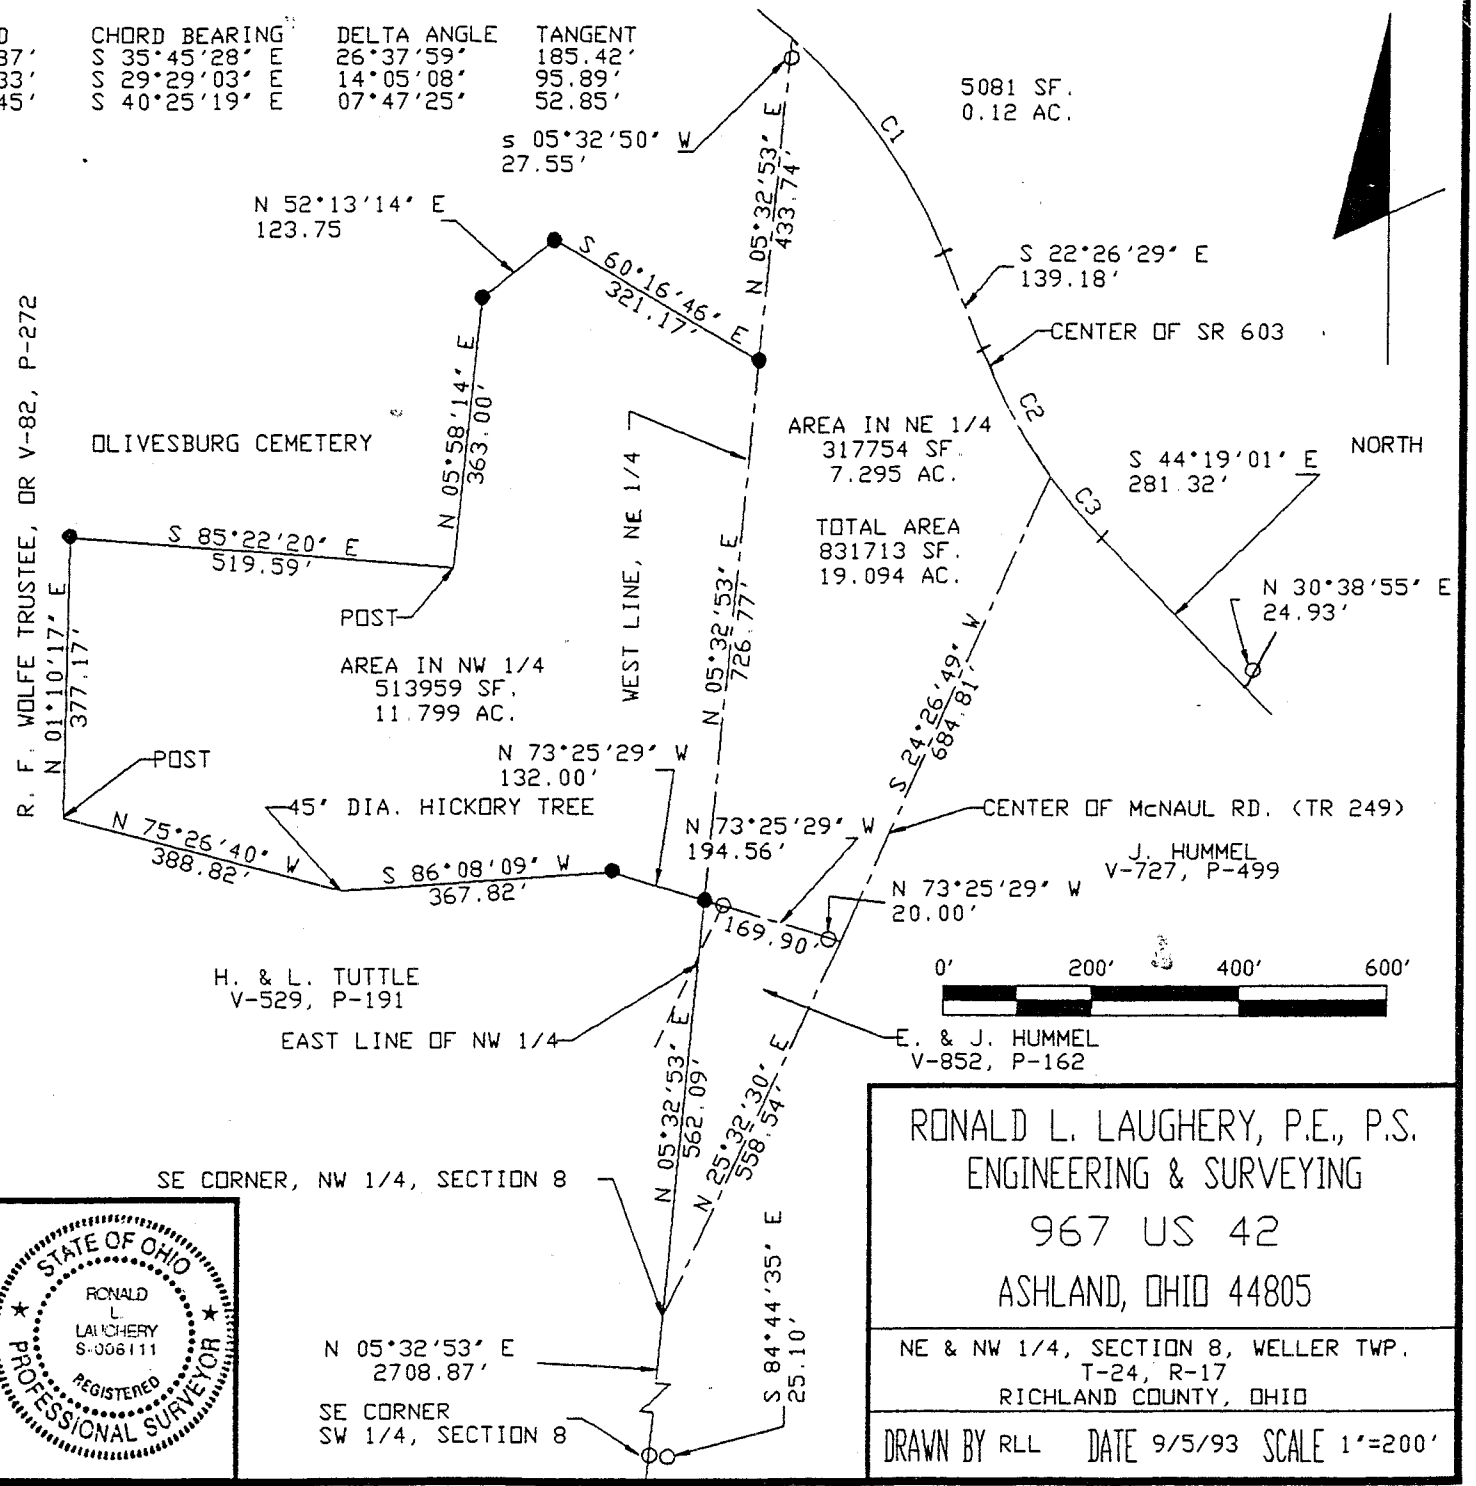 D CHORD BEARING DELTA ANGLE TANGENT
37' S 35°45'28" E 26°37'59" 185.42'
33' S 29°29'03" E 14°05'08" 95.89'
45' S 40°25'19" E 07°47'25" 52.85'
5081 SF.
0.12 AC.
C1
s 05°32'50" W
27.55'
N 05°32'53" E
433.74'
N 52°13'14" E
123.75
S 60°16'46" E
321.17'
S 22°26'29" E
139.18'
CENTER OF SR 603
C2
R. F. WOLFE TRUSTEE, OR V-82, P-272
OLIVESBURG CEMETERY
N 05°58'14" E
363.00'
WEST LINE, NE 1/4
AREA IN NE 1/4
317754 SF.
7.295 AC.
NORTH
S 44°19'01" E
281.32'
C3
TOTAL AREA
831713 SF.
19.094 AC.
S 85°22'20" E
519.59'
N 30°38'55" E
24.93'
POST
N 01°10'17" E
377.17'
AREA IN NW 1/4
513959 SF.
11.799 AC.
N 05°32'53" E
726.77'
S 24°26'49" W
684.81'
POST
N 73°25'29" W
132.00'
45" DIA. HICKORY TREE
CENTER OF McNAUL RD. (TR 249)
N 75°26'40" W
388.82'
N 73°25'29" W
194.56'
J. HUMMEL
V-727, P-499
S 86°08'09" W
367.82'
N 73°25'29" W
20.00'
169.90'
H. & L. TUTTLE
V-529, P-191
0' 200' 400' 600'
EAST LINE OF NW 1/4
E. & J. HUMMEL
V-852, P-162
N 05°32'53" E
562.09'
N 25°32'30" E
558.54'
SE CORNER, NW 1/4, SECTION 8
S 84°44'35" E
25.10'
N 05°32'53" E
2708.87'
SE CORNER
SW 1/4, SECTION 8
STATE OF OHIO
RONALD
L.
LAUGHERY
S-006111
REGISTERED
PROFESSIONAL SURVEYOR
RONALD L. LAUGHERY, P.E., P.S.
ENGINEERING & SURVEYING
967 US 42
ASHLAND, OHIO 44805
NE & NW 1/4, SECTION 8, WELLER TWP.
T-24, R-17
RICHLAND COUNTY, OHIO
DRAWN BY RLL DATE 9/5/93 SCALE 1"=200'